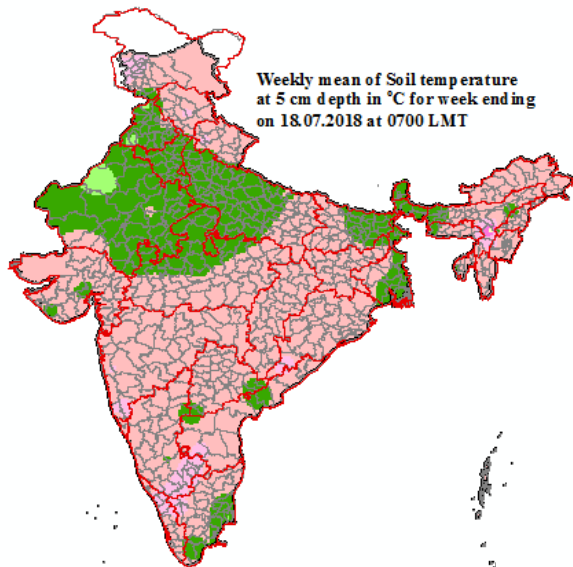 Weekly mean of Soil temperature
at 5 cm depth in °C for week ending
on 18.07.2018 at 0700 LMT